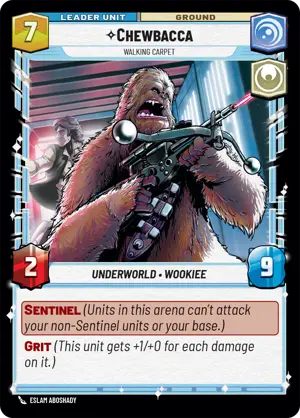 LEADER UNIT GROUND
7
CHEWBACCA
WALKING CARPET
2
UNDERWORLD • WOOKIEE
9
SENTINEL (Units in this arena can't attack
your non-Sentinel units or your base.)
GRIT (This unit gets +1/+0 for each damage
on it.)
ESLAM ABOSHADY